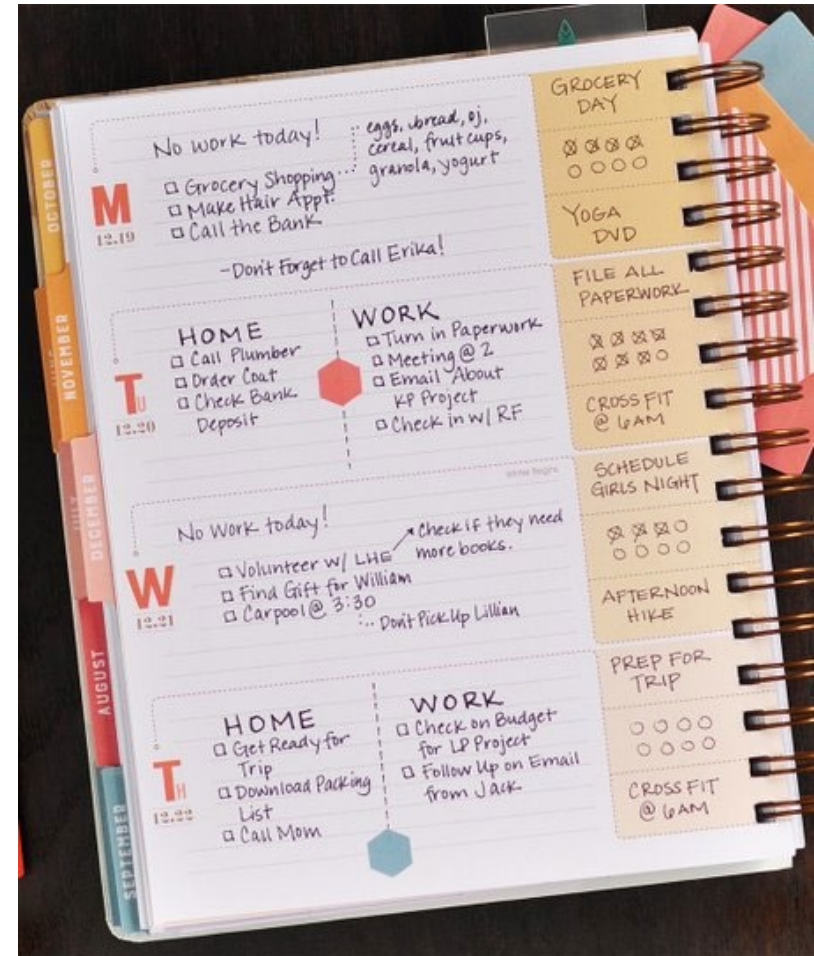 OCTOBER
NOVEMBER
DECEMBER
AUGUST
SEPTEMBER
M
12.19
No work today!
☐ Grocery Shopping
☐ Make Hair Appt.
☐ Call the Bank
eggs, bread, oj,
cereal, fruit cups,
granola, yogurt
-Don't Forget to Call Erika!
GROCERY
DAY
YOGA
DVD
TU
12.20
HOME
☐ Call Plumber
☐ Order Coat
☐ Check Bank
Deposit
WORK
☐ Turn in Paperwork
☐ Meeting @ 2
☐ Email About
KP Project
☐ Check in w/ RF
FILE ALL
PAPERWORK
CROSS FIT
@ 6AM
W
12.21
Winter Begins
No Work today!
☐ Volunteer w/ LHE
☐ Find Gift for William
☐ Carpool @ 3:30
Check if they need
more books.
Don't Pick Up Lillian
SCHEDULE
GIRLS NIGHT
AFTERNOON
HIKE
TH
12.22
HOME
☐ Get Ready for
Trip
☐ Download Packing
List
☐ Call Mom
WORK
☐ Check on Budget
for LP Project
☐ Follow Up on Email
from Jack
PREP FOR
TRIP
CROSS FIT
@ 6AM